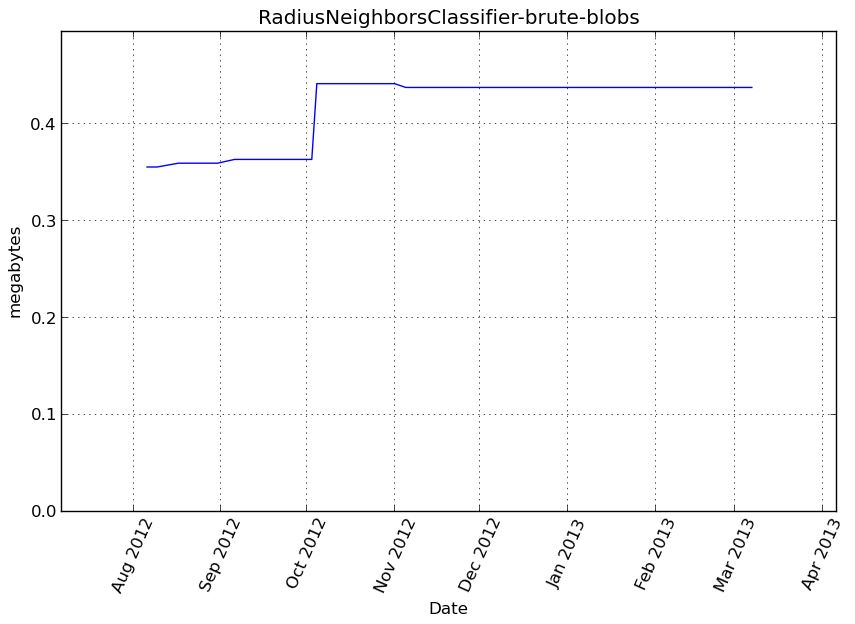 RadiusNeighborsClassifier-brute-blobs
megabytes
0.4
0.3
0.2
0.1
0.0
Aug 2012
Sep 2012
Oct 2012
Nov 2012
Dec 2012
Jan 2013
Feb 2013
Mar 2013
Apr 2013
Date